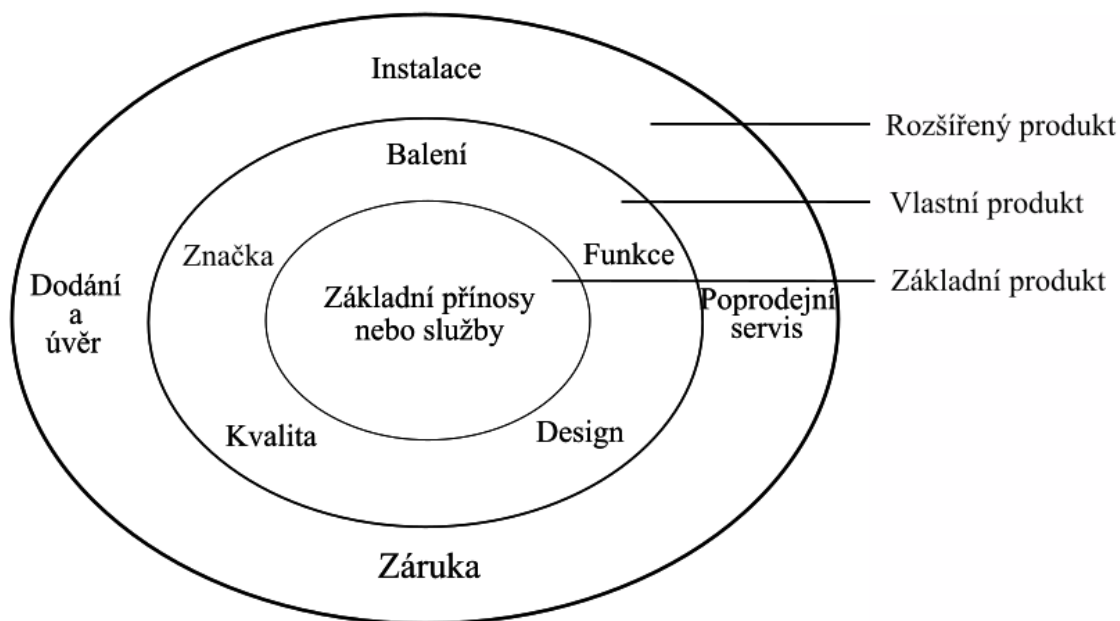 Instalace
Rozšířený produkt
Balení
Vlastní produkt
Značka
Funkce
Základní produkt
Dodání
a
úvěr
Základní přínosy
nebo služby
Poprodejní
servis
Kvalita
Design
Záruka